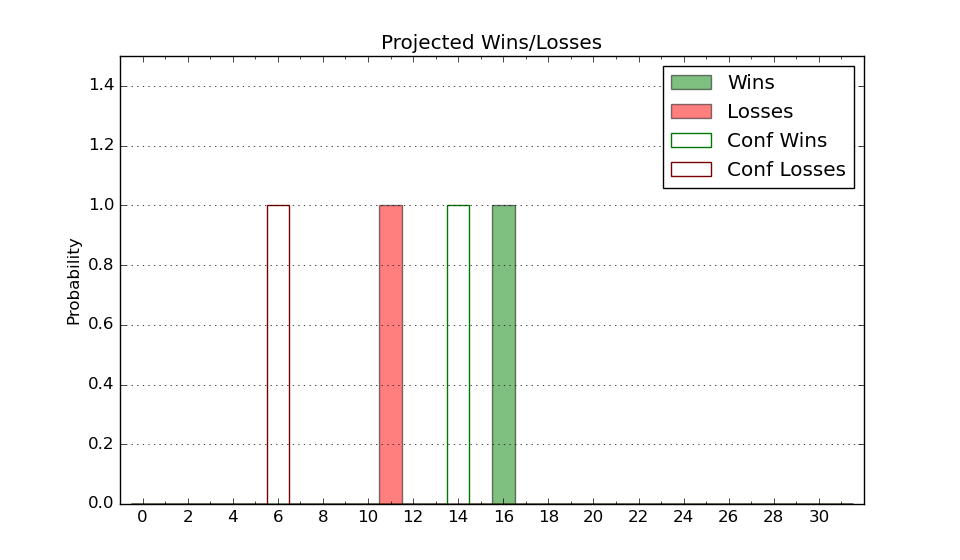 Projected Wins/Losses
Wins
Losses
Conf Wins
Conf Losses
Probability
1.4
1.2
1.0
0.8
0.6
0.4
0.2
0.0
0 2 4 6 8 10 12 14 16 18 20 22 24 26 28 30